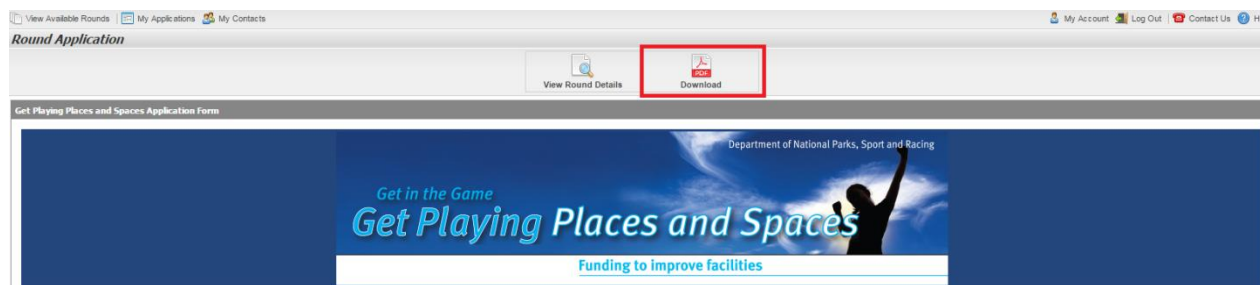 View Available Rounds | My Applications My Contacts My Account Log Out | Contact Us
Round Application
View Round Details
PDF
Download
Get Playing Places and Spaces Application Form
Department of National Parks, Sport and Racing
Get in the Game
Get Playing Places and Spaces
Funding to improve facilities